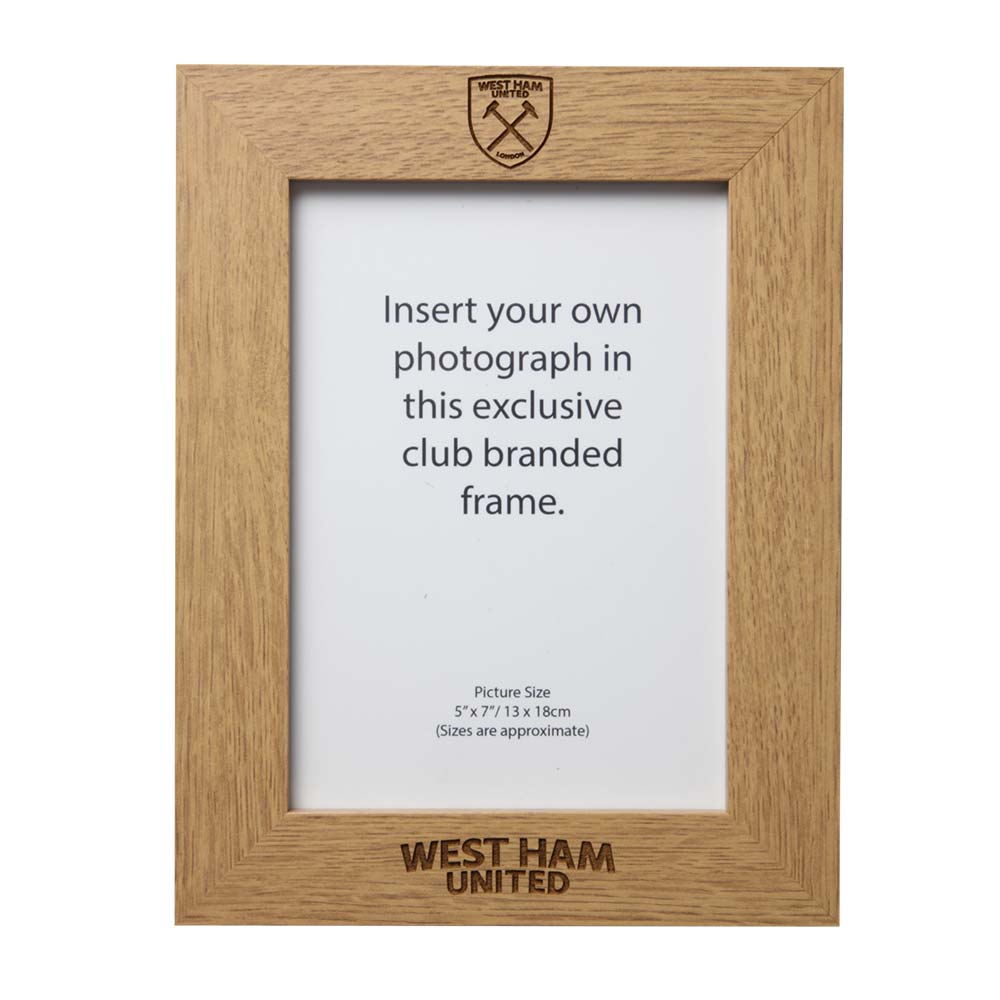 WEST HAM
UNITED
LONDON
Insert your own
photograph in
this exclusive
club branded
frame.
Picture Size
5” x 7”/ 13 x 18cm
(Sizes are approximate)
WEST HAM
UNITED